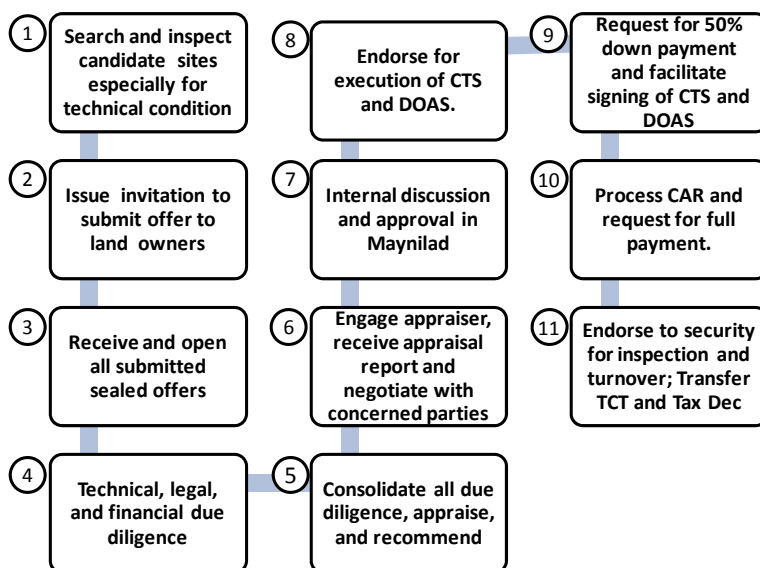 1
Search and inspect
candidate sites
especially for
technical condition
2
Issue invitation to
submit offer to
land owners
3
Receive and open
all submitted
sealed offers
4
Technical, legal,
and financial due
diligence
5
Consolidate all due
diligence, appraise,
and recommend
6
Engage appraiser,
receive appraisal
report and
negotiate with
concerned parties
7
Internal discussion
and approval in
Maynilad
8
Endorse for
execution of CTS
and DOAS.
9
Request for 50%
down payment
and facilitate
signing of CTS and
DOAS
10
Process CAR and
request for full
payment.
11
Endorse to security
for inspection and
turnover; Transfer
TCT and Tax Dec